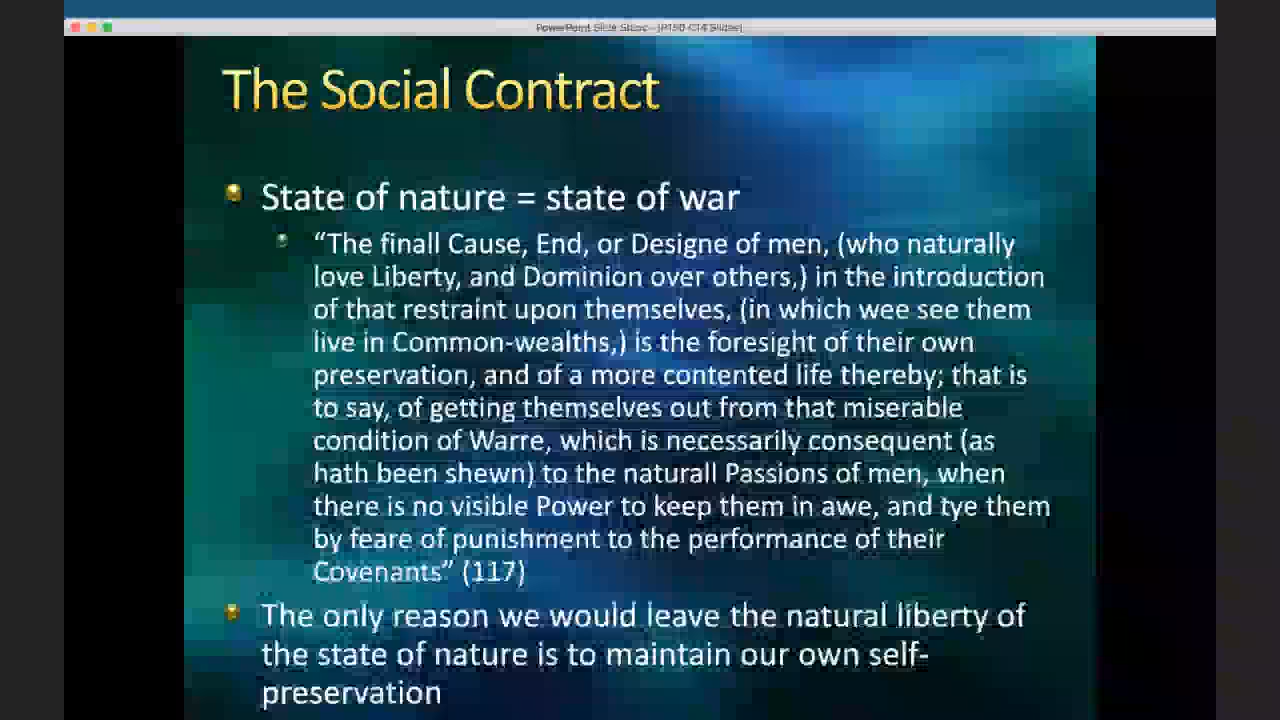 PowerPoint Slide Show - [P150 C14 Slides]
The Social Contract
State of nature = state of war
“The finall Cause, End, or Designe of men, (who naturally
love Liberty, and Dominion over others,) in the introduction
of that restraint upon themselves, (in which wee see them
live in Common-wealths,) is the foresight of their own
preservation, and of a more contented life thereby; that is
to say, of getting themselves out from that miserable
condition of Warre, which is necessarily consequent (as
hath been shewn) to the naturall Passions of men, when
there is no visible Power to keep them in awe, and tye them
by feare of punishment to the performance of their
Covenants” (117)
The only reason we would leave the natural liberty of
the state of nature is to maintain our own self-
preservation